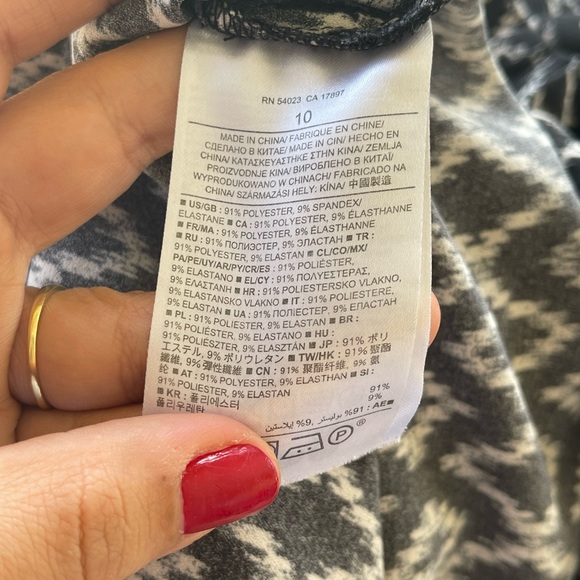 RN 54023 CA 17897
10
MADE IN CHINA/ FABRIQUE EN CHINE/
СДЕЛАНО В КИТАЕ/ MADE IN CIN/ HECHO EN
CHINA/ ΚΑΤΑΣΚΕΥΑΣΤΗΚΕ ΣΤΗΝ ΚΙΝΑ/ ZEMLJA
PROIZVODNJE KINA/ ВИРОБЛЕНО В КИТАЇ/
WYPRODUKOWANO W CHINACH/ FABRICADO NA
CHINA/ SZÁRMAZÁSI HELY: KÍNA/ 中國製造
■ US/GB : 91% POLYESTER, 9% SPANDEX/
ELASTANE ■ CA : 91% POLYESTER, 9% ÉLASTHANNE
■ FR/MA : 91% POLYESTER, 9% ÉLASTHANNE
■ RU : 91% ПОЛИЭСТЕР, 9% ЭЛАСТАН ■ TR :
91% POLYESTER, 9% ELASTAN ■ CL/CO/MX/
PA/PE/UY/AR/PY/CR/ES : 91% POLIÉSTER,
9% ELASTANO ■ EL/CY : 91% ΠΟΛΥΕΣΤΕΡΑΣ,
9% ΕΛΑΣΤΑΝΗ ■ HR : 91% POLIESTERSKO VLAKNO,
9% ELASTANSKO VLAKNO ■ IT : 91% POLIESTERE,
9% ELASTAN ■ UA : 91% ПОЛІЕСТЕР, 9% ЕЛАСТАН
■ PL : 91% POLIESTER, 9% ELASTAN ■ BR :
91% POLIÉSTER, 9% ELASTANO ■ HU :
91% POLIÉSZTER, 9% ELASZTÁN ■ JP : 91% ポリ
エステル, 9% ポリウレタン ■ TW/HK : 91% 聚酯
纖維, 9% 彈性纖維 ■ CN : 91% 聚酯纤维, 9% 氨
纶 ■ AT : 91% POLYESTER, 9% ELASTHAN ■ SI :
91% POLIESTER, 9% ELASTAN
■ KR : 폴리에스터 91%
폴리우레탄 9%
■ AE : 91% بوليستر, 9% إيلاستين
P